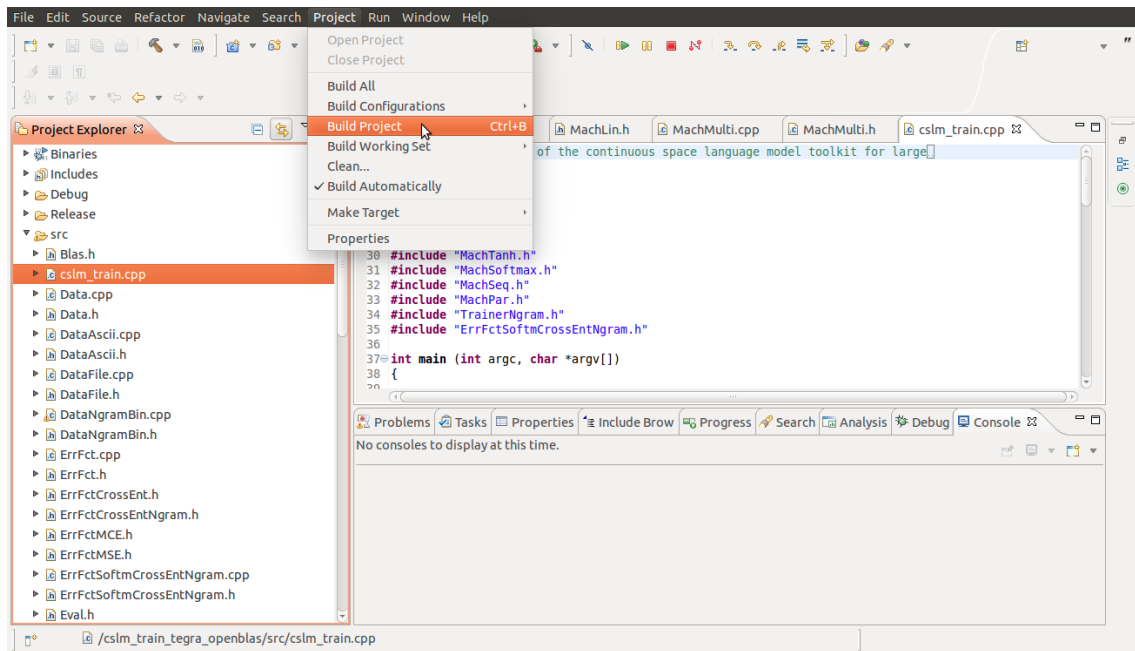 File Edit Source Refactor Navigate Search Project Run Window Help
Open Project
Close Project
Build All
Build Configurations
Build Project Ctrl+B
Build Working Set
Clean...
Build Automatically
Make Target
Properties
Project Explorer
Binaries
Includes
Debug
Release
src
Blas.h
cslm_train.cpp
Data.cpp
Data.h
DataAscii.cpp
DataAscii.h
DataFile.cpp
DataFile.h
DataNgramBin.cpp
DataNgramBin.h
ErrFct.cpp
ErrFct.h
ErrFctCrossEnt.h
ErrFctCrossEntNgram.h
ErrFctMCE.h
ErrFctMSE.h
ErrFctSoftmCrossEntNgram.cpp
ErrFctSoftmCrossEntNgram.h
Eval.h
MachLin.h MachMulti.cpp MachMulti.h cslm_train.cpp
of the continuous space language model toolkit for large
30 #include "MachTanh.h"
31 #include "MachSoftmax.h"
32 #include "MachSeq.h"
33 #include "MachPar.h"
34 #include "TrainerNgram.h"
35 #include "ErrFctSoftmCrossEntNgram.h"
36
37 int main (int argc, char *argv[])
38 {
39
Problems Tasks Properties Include Brow Progress Search Analysis Debug Console
No consoles to display at this time.
/cslm_train_tegra_openblas/src/cslm_train.cpp